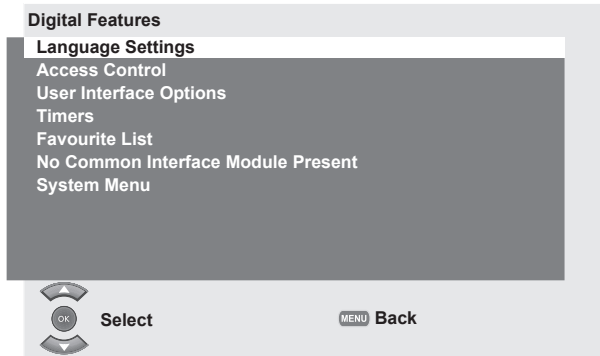 Digital Features
Language Settings
Access Control
User Interface Options
Timers
Favourite List
No Common Interface Module Present
System Menu
OK Select MENU Back